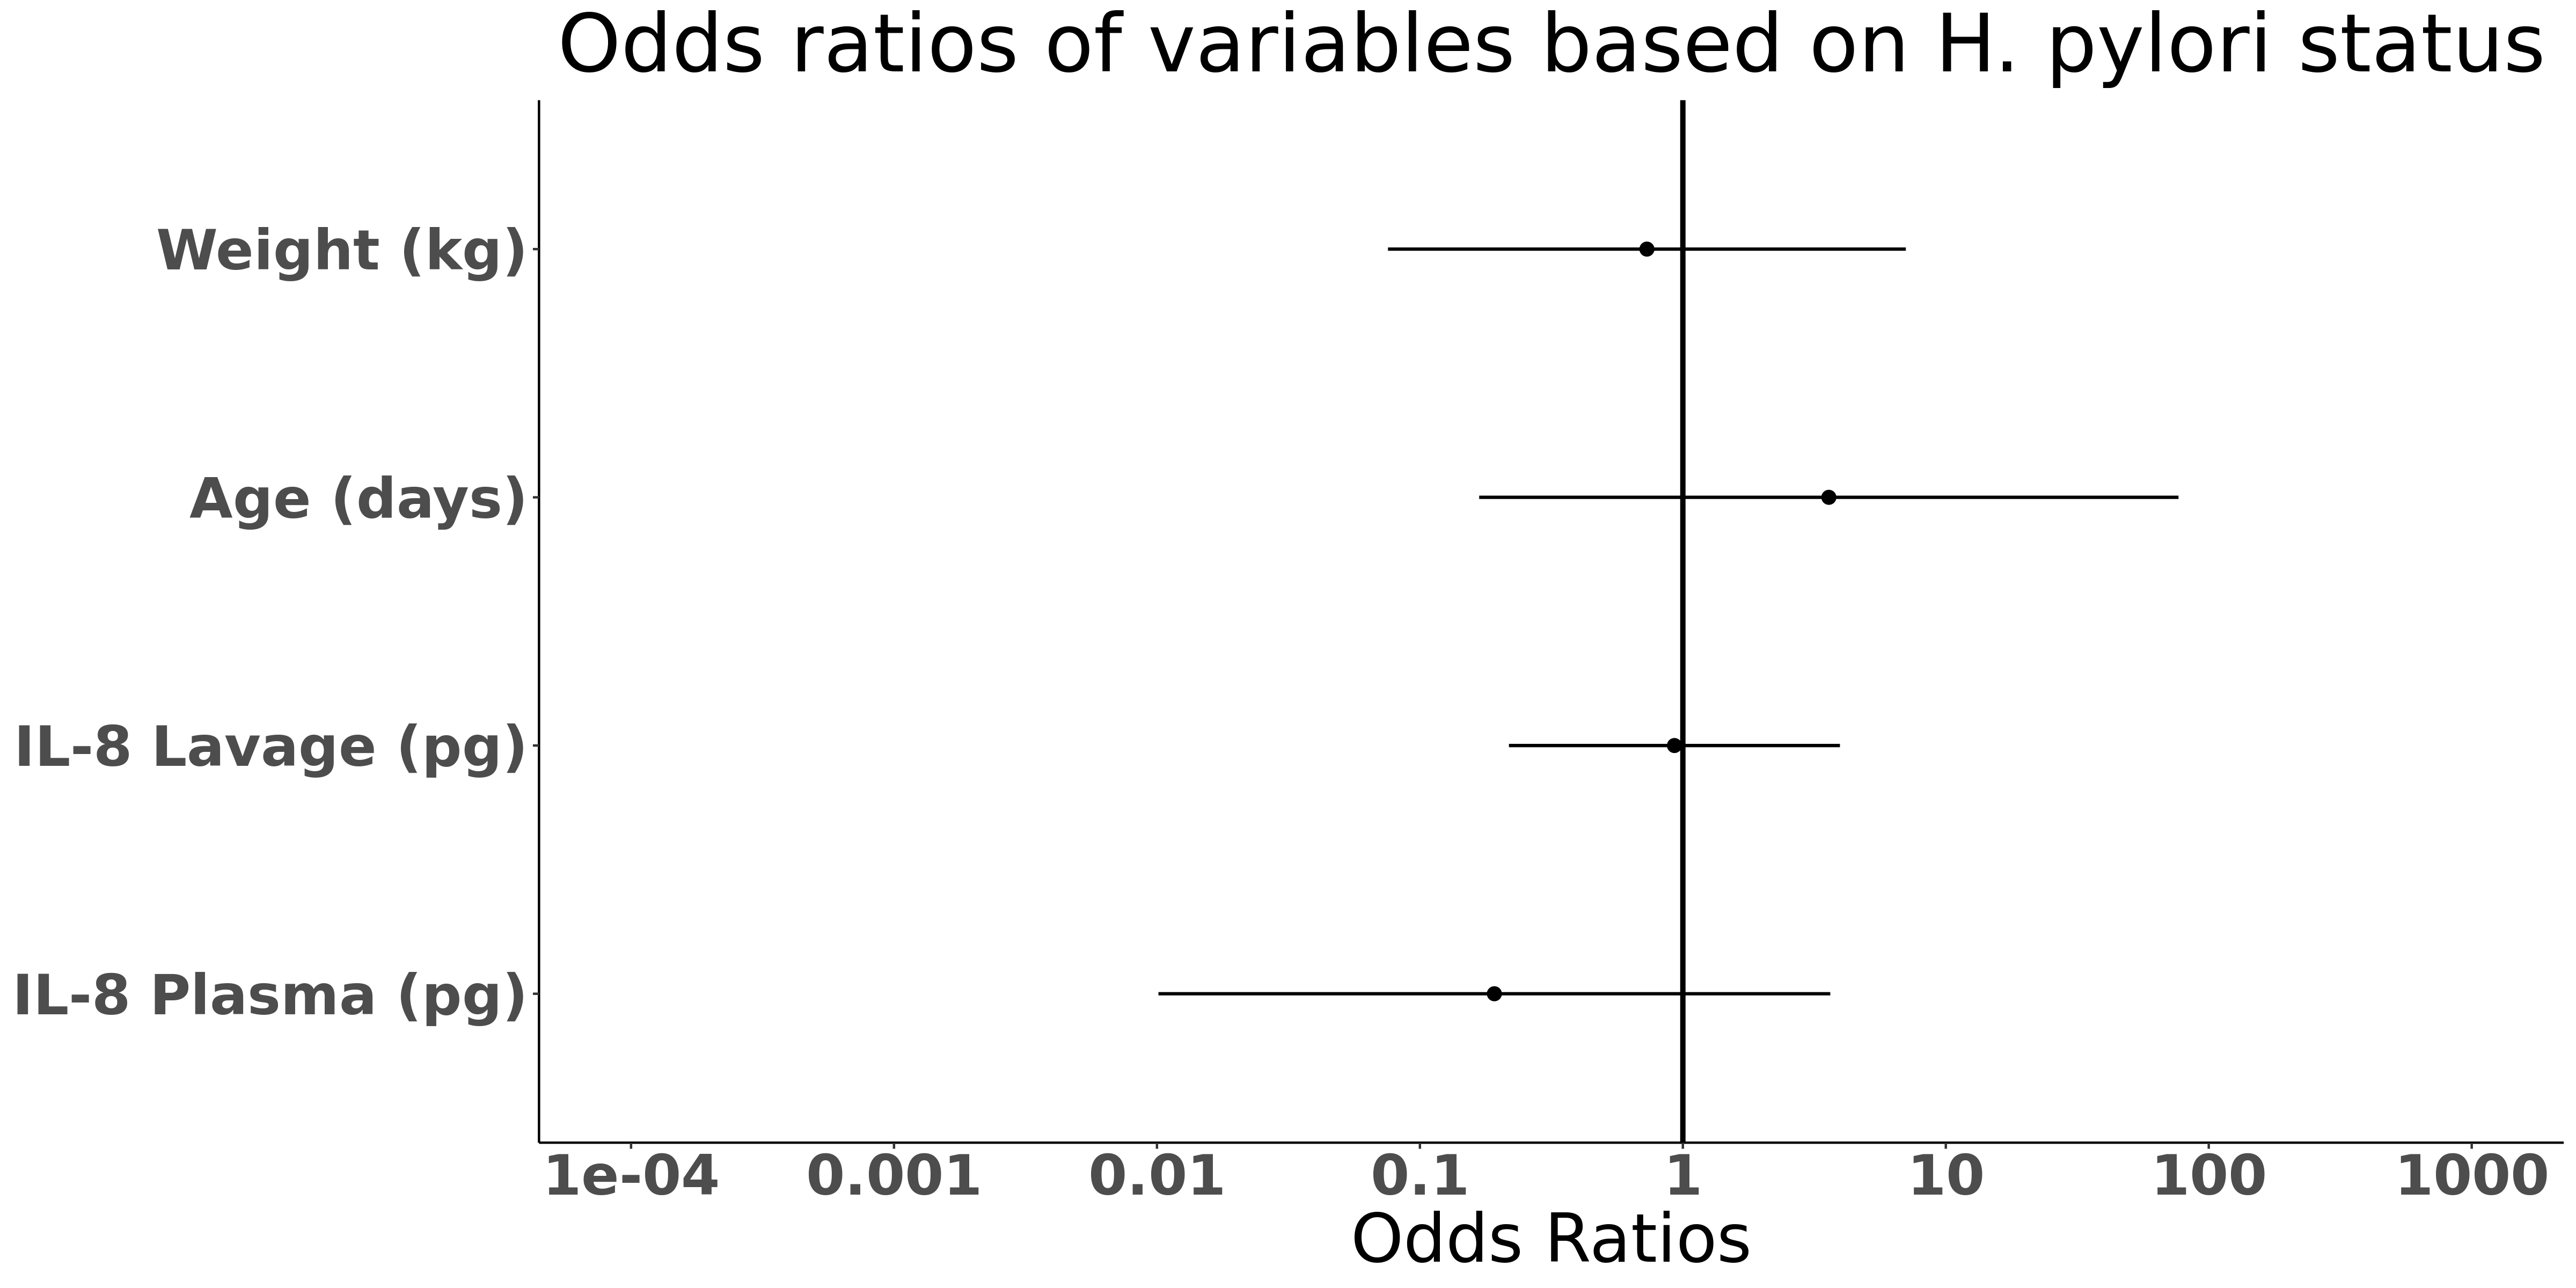 Odds ratios of variables based on H. pylori status
Weight (kg)
Age (days)
IL-8 Lavage (pg)
IL-8 Plasma (pg)
1e-04 0.001 0.01 0.1 1 10 100 1000
Odds Ratios